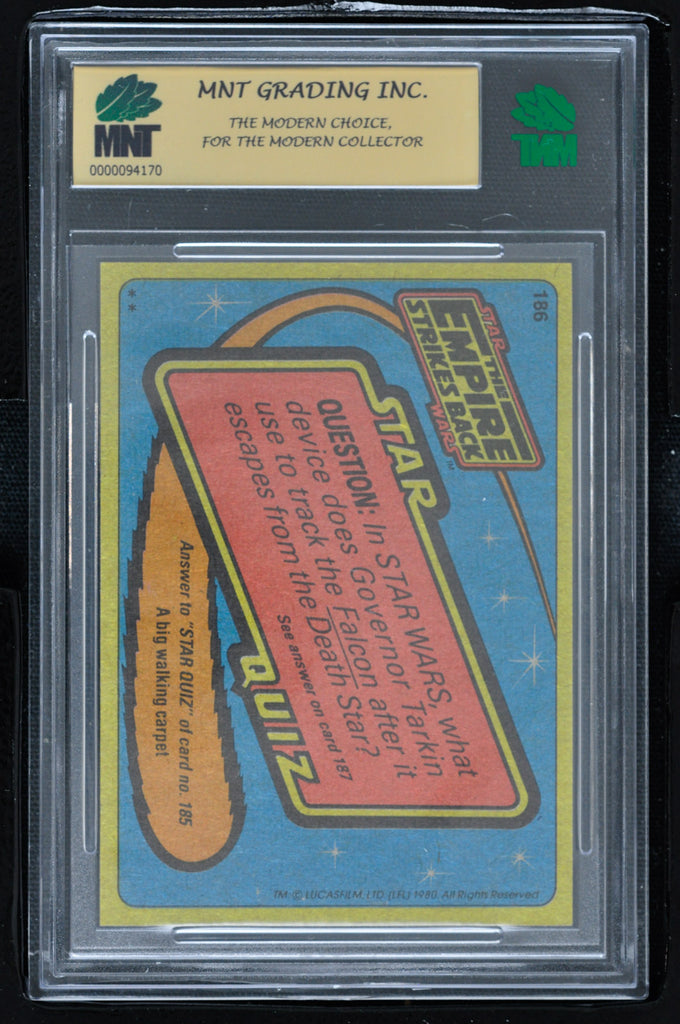 MNT GRADING INC.
THE MODERN CHOICE,
FOR THE MODERN COLLECTOR
MNT
0000094170
MNT
186
STAR
THE
EMPIRE
STRIKES BACK
WARS™
STAR
QUIZ
QUESTION: In STAR WARS, what
device does Governor Tarkin
use to track the Falcon after it
escapes from the Death Star?
See answer on card 187
Answer to "STAR QUIZ" of card no. 185
A big walking carpet
* *
TM: © LUCASFILM, LTD. (LFL) 1980. All Rights Reserved